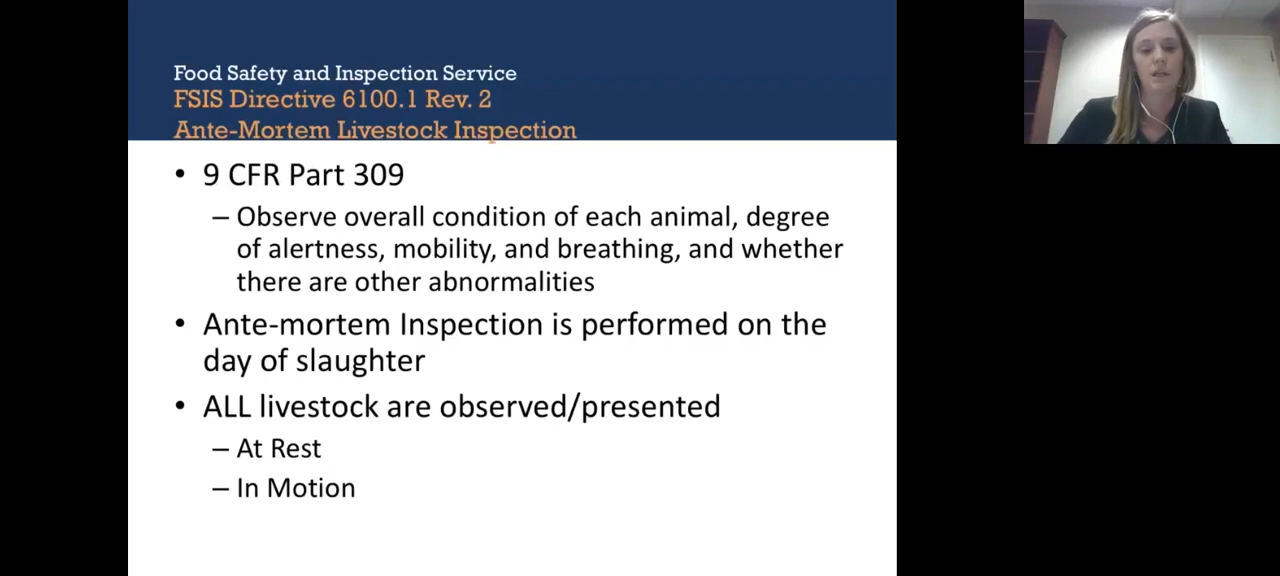 Food Safety and Inspection Service
FSIS Directive 6100.1 Rev. 2
Ante-Mortem Livestock Inspection
• 9 CFR Part 309
– Observe overall condition of each animal, degree
of alertness, mobility, and breathing, and whether
there are other abnormalities
• Ante-mortem Inspection is performed on the
day of slaughter
• ALL livestock are observed/presented
– At Rest
– In Motion